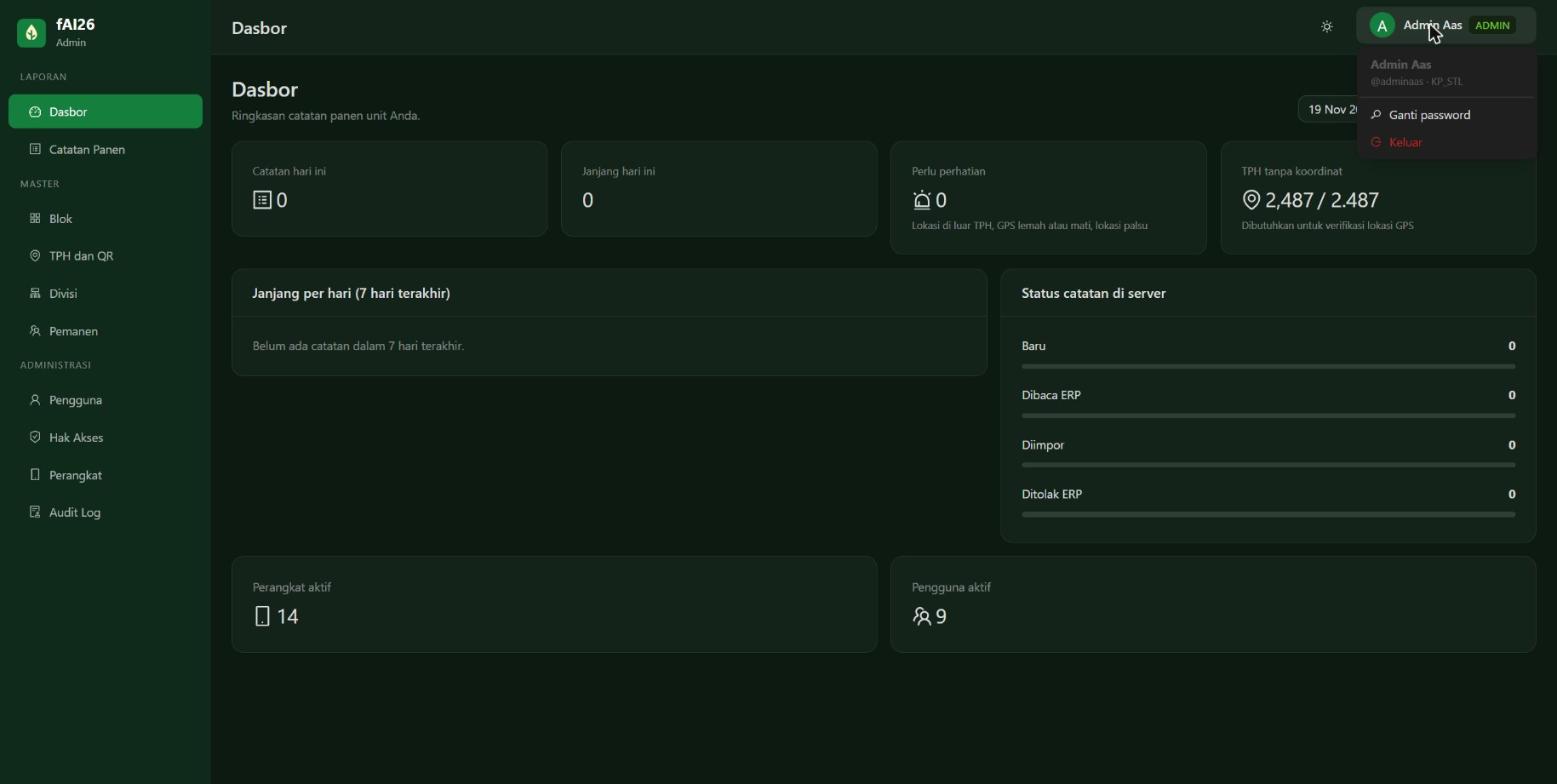 fAI26
Admin
LAPORAN
Dasbor
Catatan Panen
MASTER
Blok
TPH dan QR
Divisi
Pemanen
ADMINISTRASI
Pengguna
Hak Akses
Perangkat
Audit Log
Dasbor
A Admin Aas ADMIN
Admin Aas
@adminaas · KP_STL
Ganti password
Keluar
Dasbor
Ringkasan catatan panen unit Anda.
19 Nov
Catatan hari ini
0
Janjang hari ini
0
Perlu perhatian
0
Lokasi di luar TPH, GPS lemah atau mati, lokasi palsu
TPH tanpa koordinat
2,487 / 2.487
Dibutuhkan untuk verifikasi lokasi GPS
Janjang per hari (7 hari terakhir)
Belum ada catatan dalam 7 hari terakhir.
Status catatan di server
Baru 0
Dibaca ERP 0
Diimpor 0
Ditolak ERP 0
Perangkat aktif
14
Pengguna aktif
9